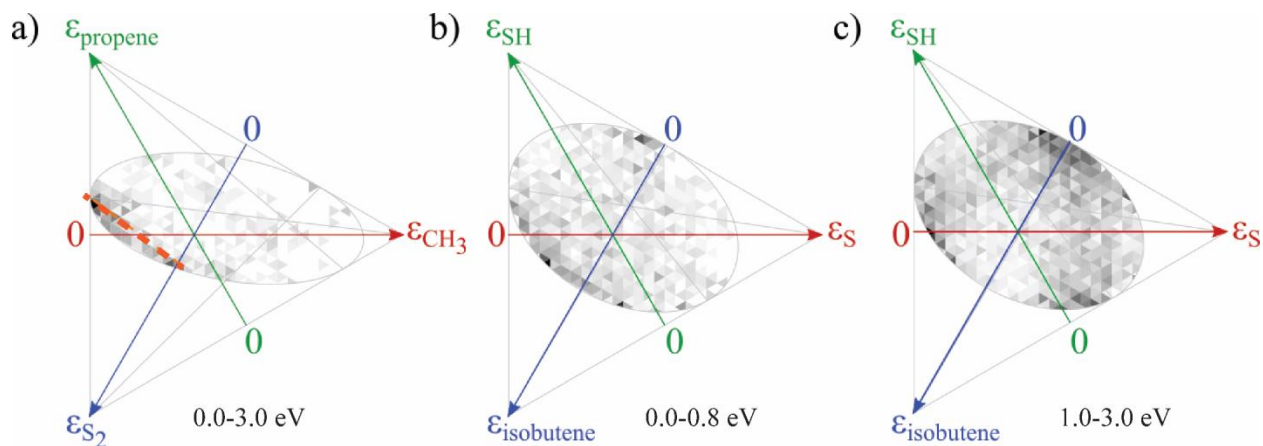 a)
ε_propene
0
0
ε_CH3
0
ε_S2
0.0-3.0 eV
b)
ε_SH
0
ε_S
0
ε_isobutene
0.0-0.8 eV
c)
ε_SH
0
0
ε_S
0
ε_isobutene
1.0-3.0 eV